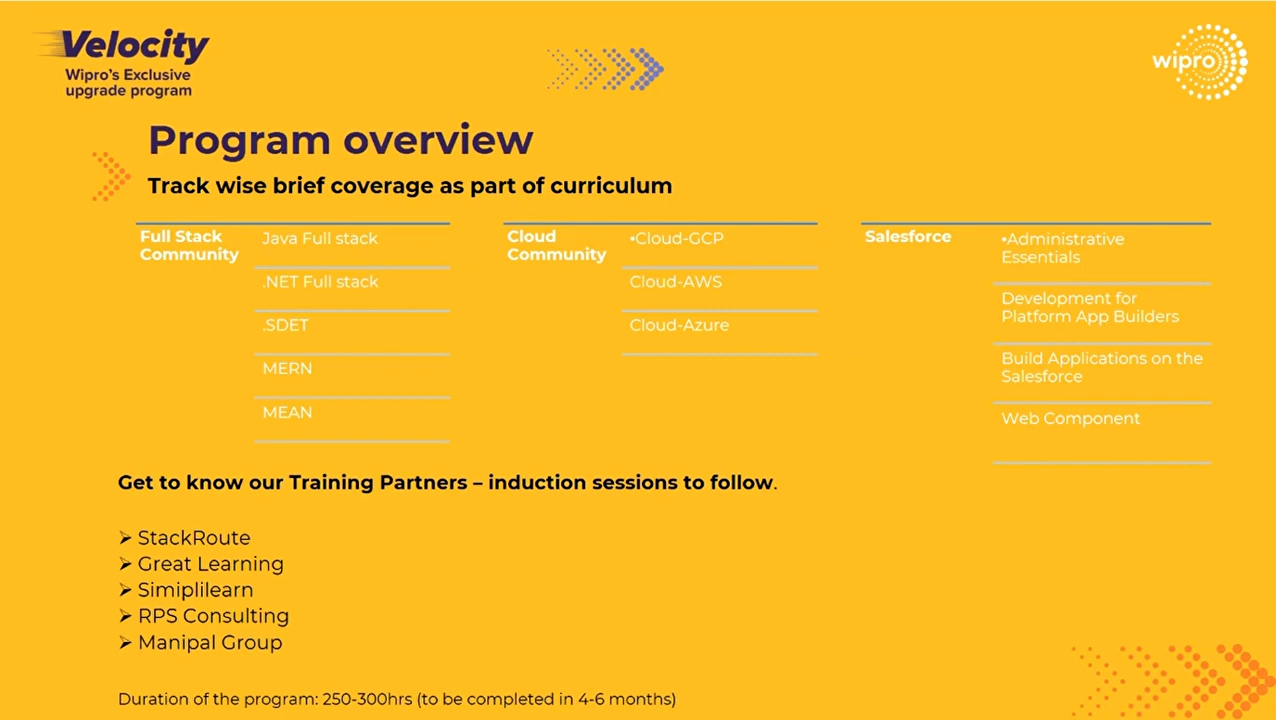 Velocity
Wipro's Exclusive
upgrade program
wipro
Program overview
Track wise brief coverage as part of curriculum
Full Stack
Community
Java Full stack
.NET Full stack
.SDET
MERN
MEAN
Cloud
Community
•Cloud-GCP
Cloud-AWS
Cloud-Azure
Salesforce
•Administrative
Essentials
Development for
Platform App Builders
Build Applications on the
Salesforce
Web Component
Get to know our Training Partners – induction sessions to follow.
➢ StackRoute
➢ Great Learning
➢ Simiplilearn
➢ RPS Consulting
➢ Manipal Group
Duration of the program: 250-300hrs (to be completed in 4-6 months)